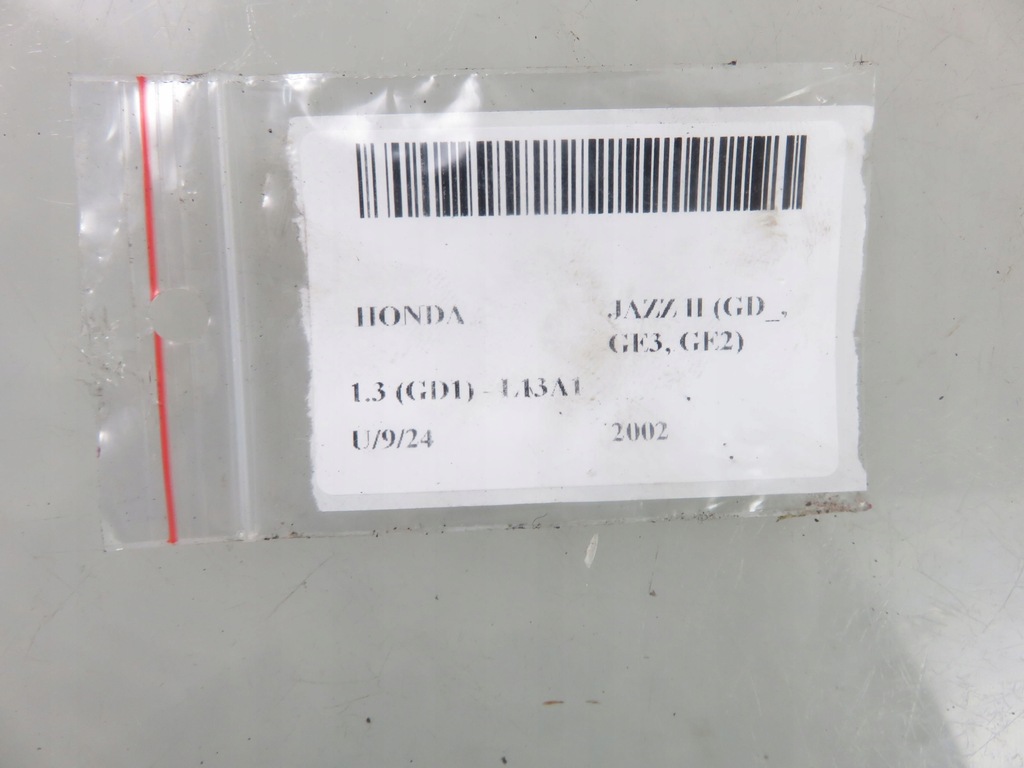 HONDA JAZZ II (GD_,
GE3, GE2)
1.3 (GD1) - L13A1
U/9/24 2002